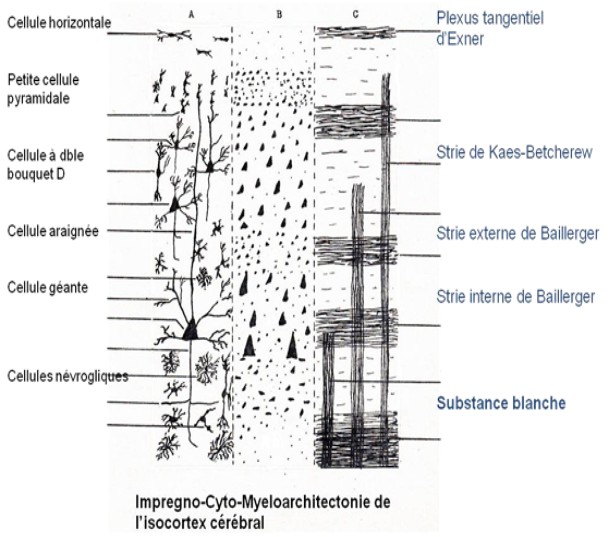 A
B
C
Cellule horizontale
Petite cellule
pyramidale
Cellule à dble
bouquet D
Cellule araignée
Cellule géante
Cellules névrogliques
Plexus tangentiel
d’Exner
Strie de Kaes-Betcherew
Strie externe de Baillerger
Strie interne de Baillerger
Substance blanche
Impregno-Cyto-Myeloarchitectonie de
l’isocortex cérébral